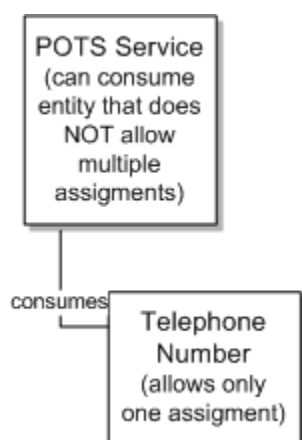 POTS Service
(can consume
entity that does
NOT allow
multiple
assigments)
consumes
Telephone
Number
(allows only
one assigment)